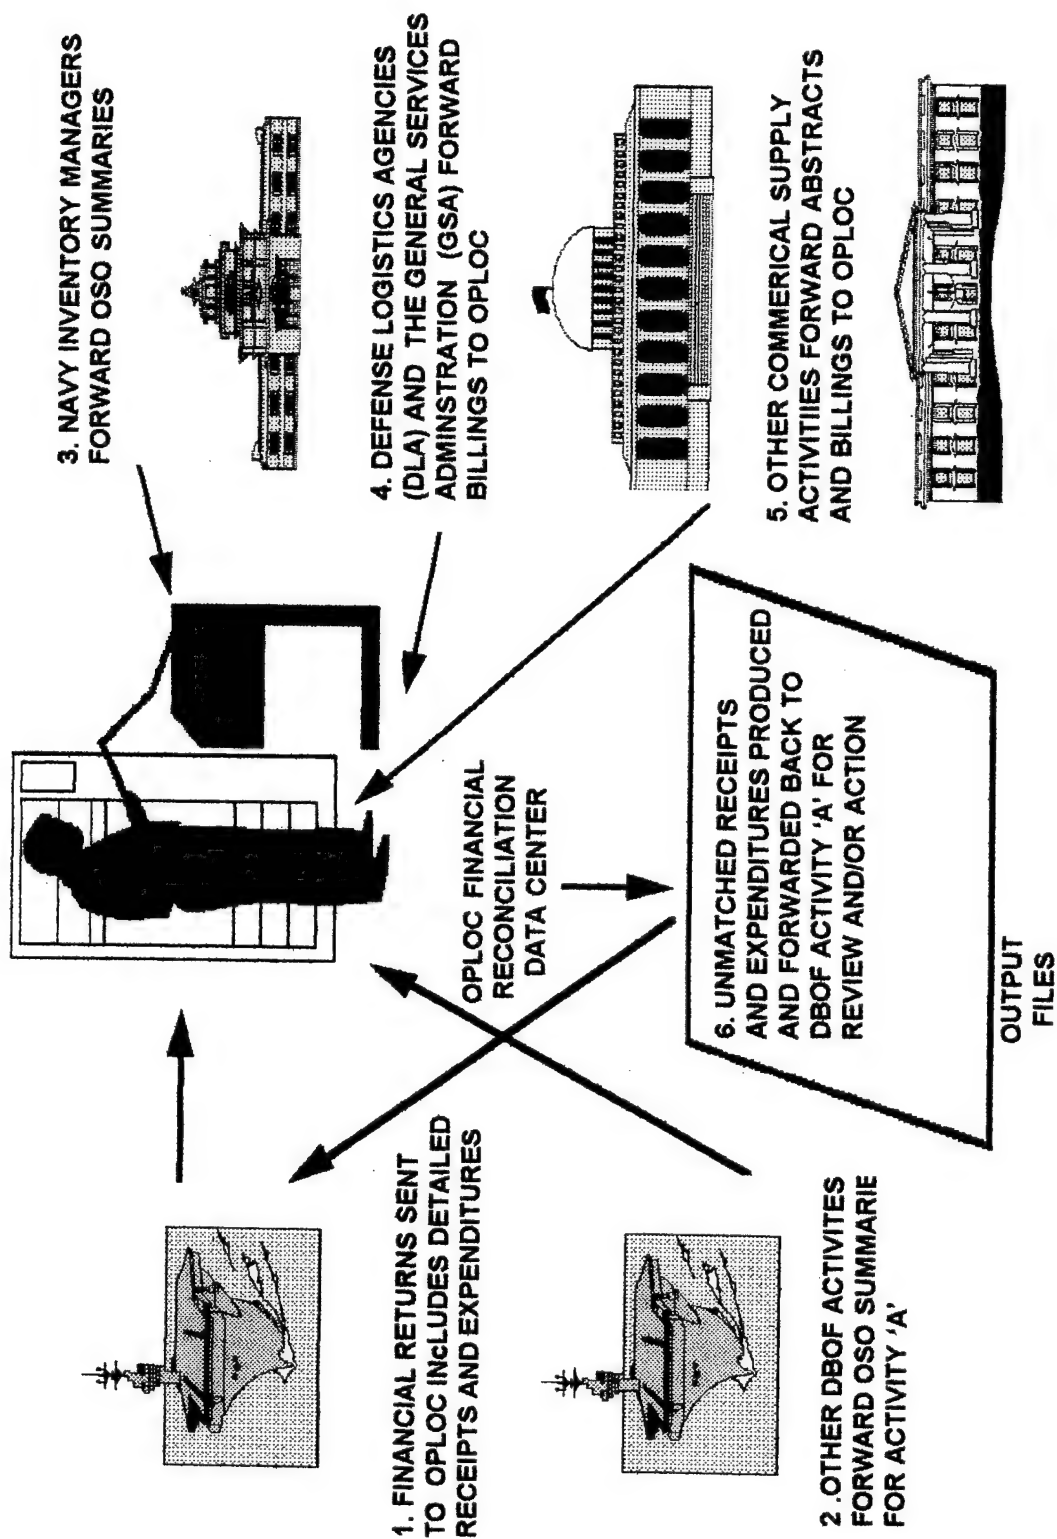 1. FINANCIAL RETURNS SENT
TO OPLOC INcLUDES DETAILED
RECEIPTS AND EXPENDITURES
2 .OTHER DBOF ACTIVITES
FORWARD OSO SUMMARIE
FOR ACTIVITY 'A'
3. NAVY INVENTORY MANAGERS
FORWARD OSO SUMMARIES
4. DEFENSE LOGISTICS AGENCIES
(DLA) AND THE GENERAL SERVICES
ADMINSTRATION (GSA) FORWARD
BILLINGS TO OPLOC
5. OTHER COMMERICAL SUPPLY
ACTIVITIES FORWARD ABSTRACTS
AND BILLINGS TO OPLOC
OPLOC FINANCIAL
RECONCILIATION
DATA CENTER
6. UNMATCHED RECEIPTS
AND EXPENDITURES PRODUCED
AND FORWARDED BACK TO
DBOF ACTIVITY 'A' FOR
REVIEW AND/OR ACTION
OUTPUT
FILES